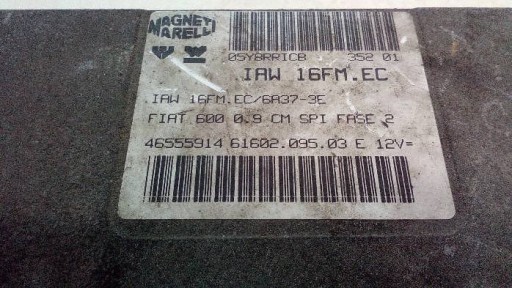 MAGNETI
MARELLI
05Y8RRICB 352 01
IAW 16FM.EC
IAW 16FM.EC/6A37-3E
FIAT 600 0.9 CM SPI FASE 2
46555914 61602.095.03 E 12V=